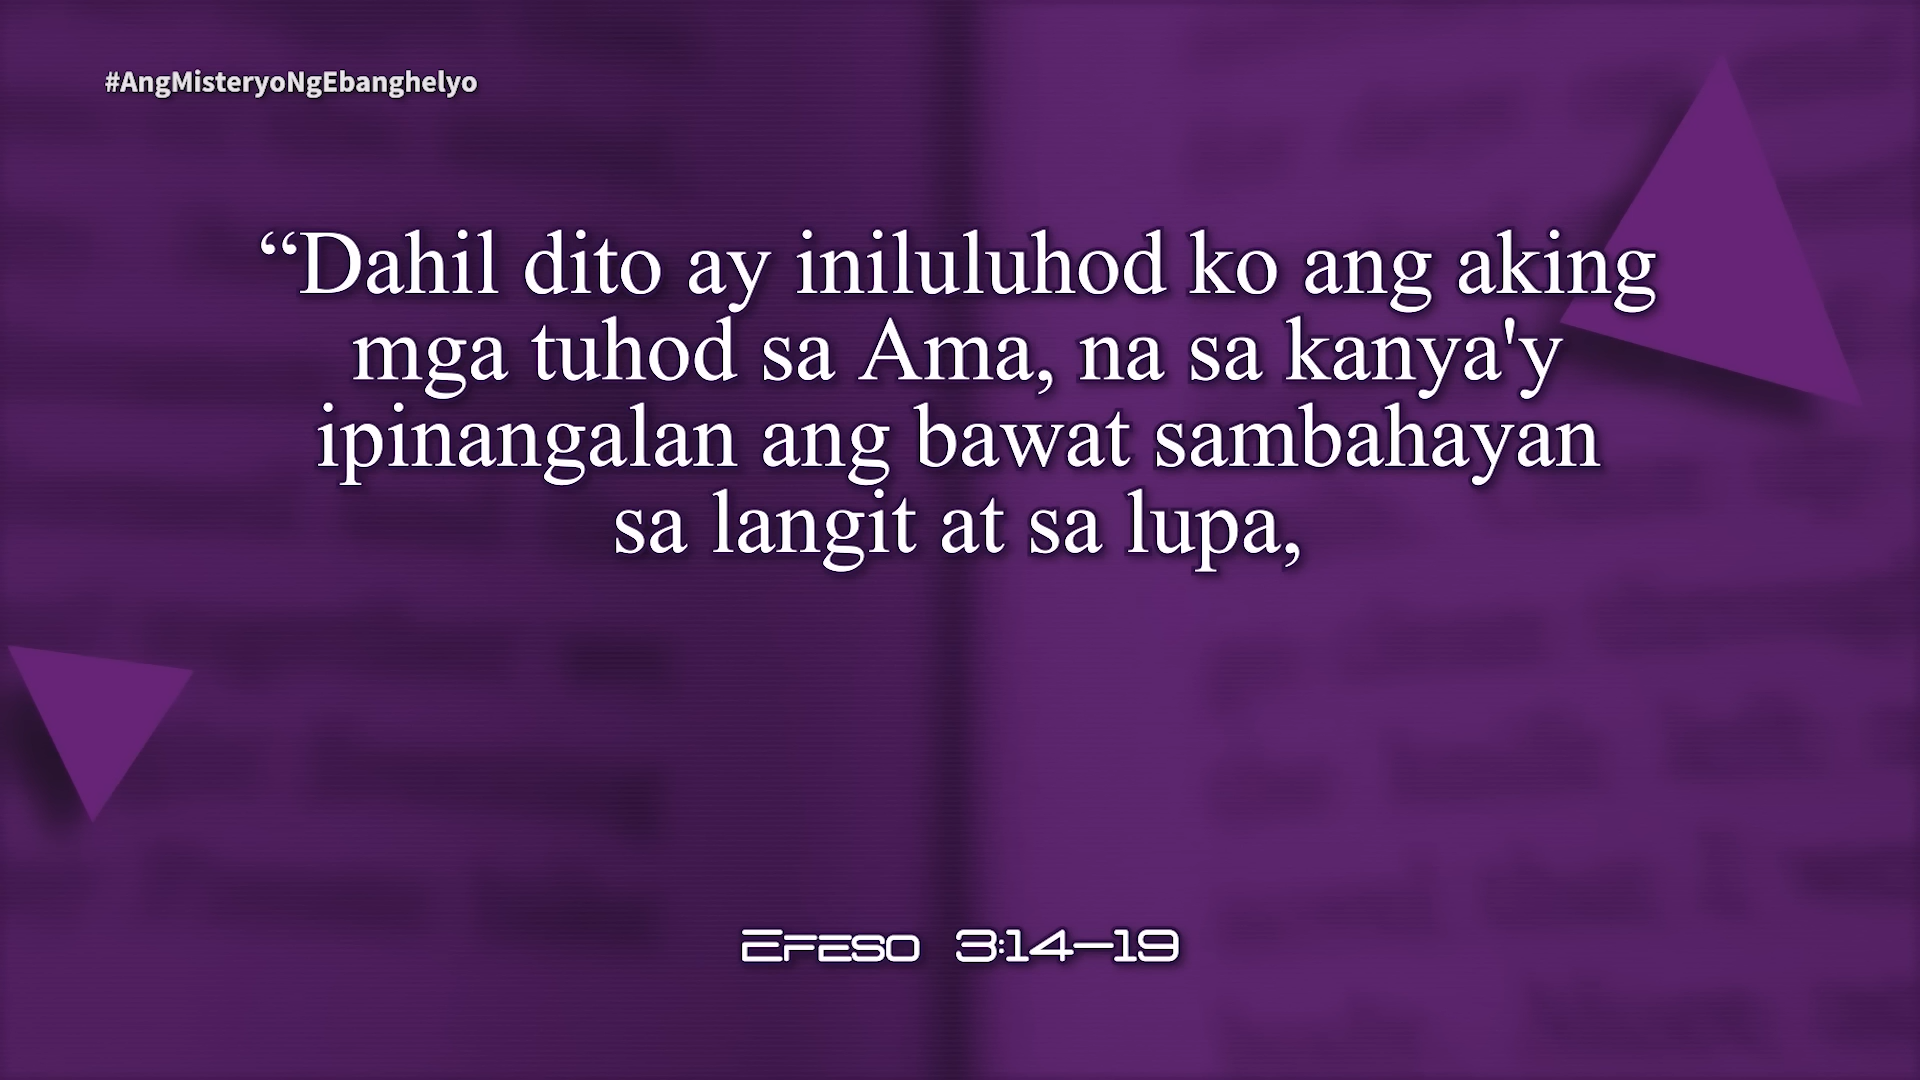 #AngMisteryoNgEbanghelyo
“Dahil dito ay iniluluhod ko ang aking
mga tuhod sa Ama, na sa kanya'y
ipinangalan ang bawat sambahayan
sa langit at sa lupa,
Efeso 3:14–19